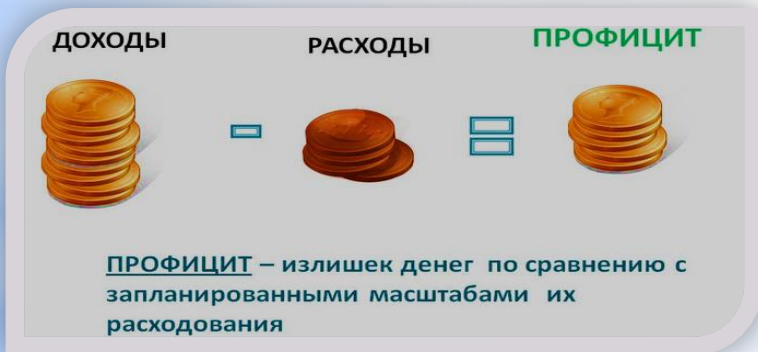 ДОХОДЫ
РАСХОДЫ
ПРОФИЦИТ
ПРОФИЦИТ – излишек денег по сравнению с
запланированными масштабами их
расходования